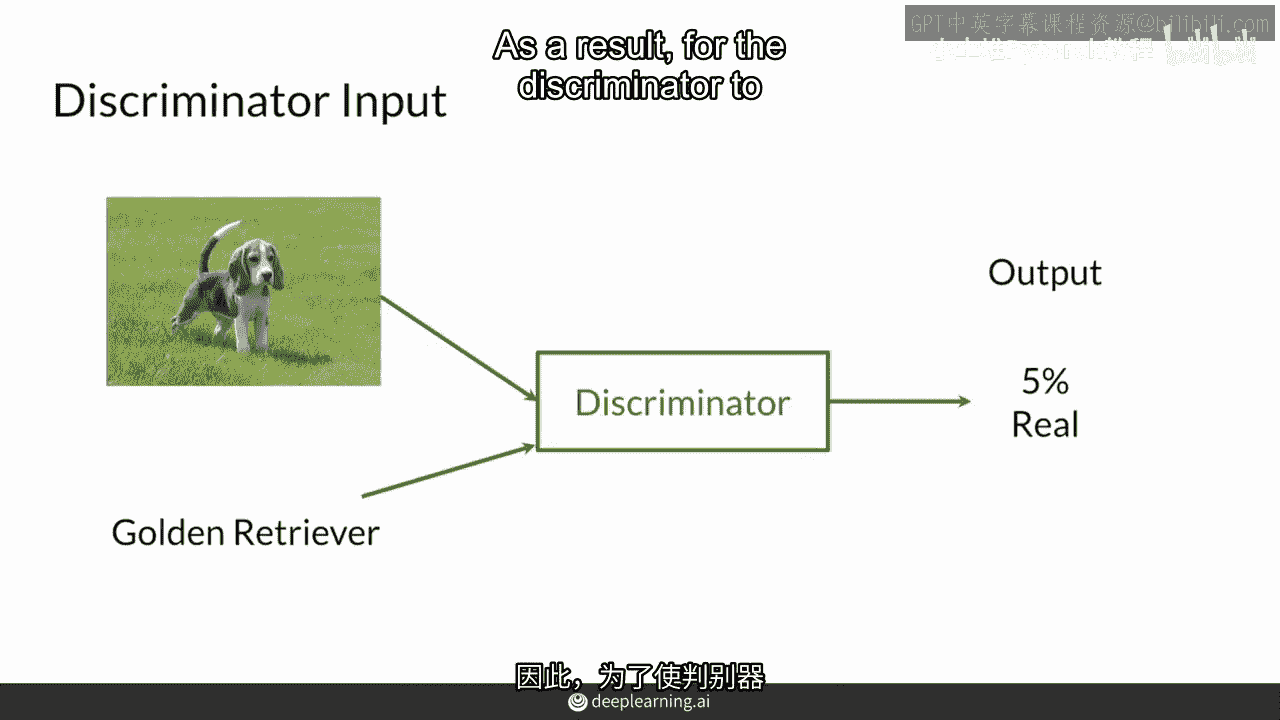 GPT中英字幕课程资源@bilibili.com
As a result, for the
discriminator to
Discriminator Input
Output
5%
Real
Discriminator
Golden Retriever
因此，为了使判别器
deeplearning.ai